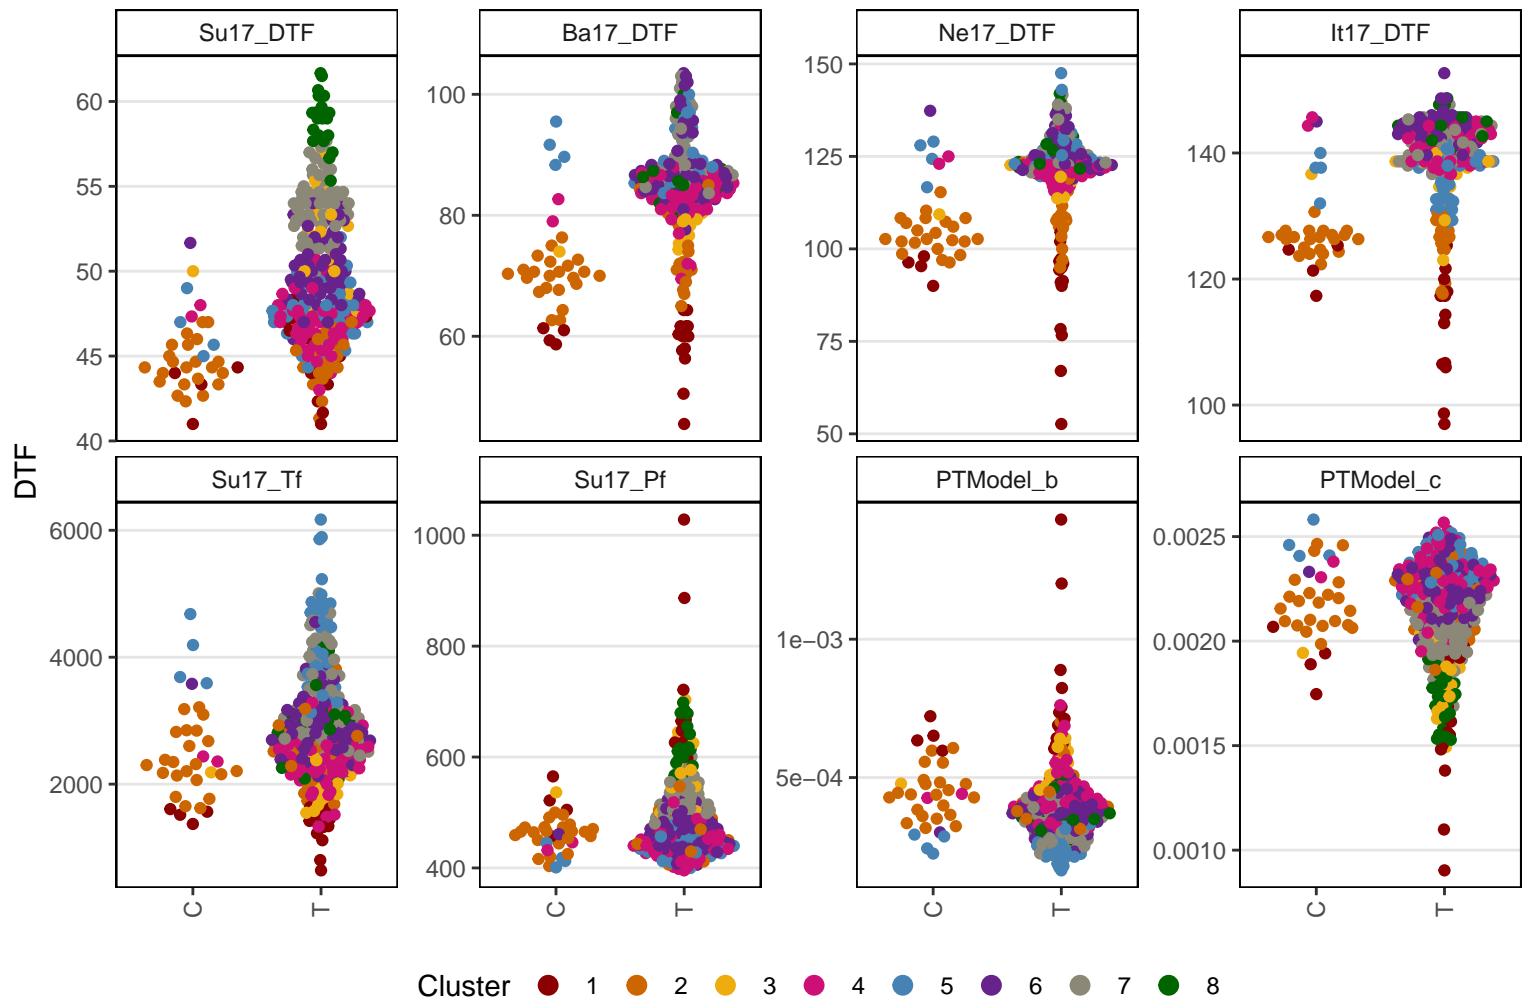 DTF
Su17_DTF
60
55
50
45
40
Ba17_DTF
100
80
60
Ne17_DTF
150
125
100
75
50
It17_DTF
140
120
100
Su17_Tf
6000
4000
2000
C T
Su17_Pf
1000
800
600
400
C T
PTModel_b
1e−03
5e−04
C T
PTModel_c
0.0025
0.0020
0.0015
0.0010
C T
Cluster 1 2 3 4 5 6 7 8